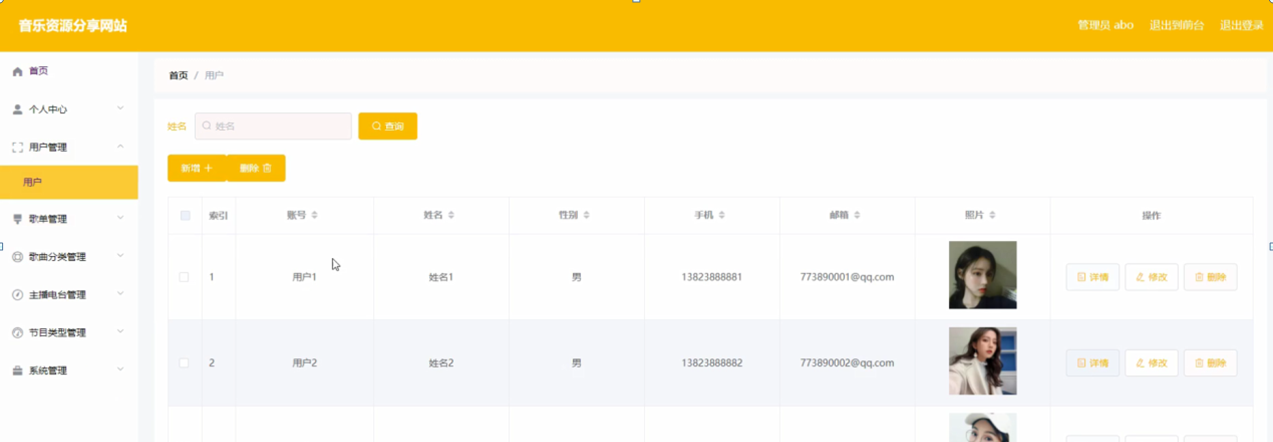 音乐资源分享网站
管理员 abo 退出到前台 退出登录
首页
个人中心
用户管理
用户
歌单管理
歌曲分类管理
主播电台管理
节目类型管理
系统管理
首页 / 用户
姓名 姓名 查询
新增 删除
索引 账号 姓名 性别 手机 邮箱 照片 操作
1 用户1 姓名1 男 13823888881 773890001@qq.com 详情 修改 删除
2 用户2 姓名2 男 13823888882 773890002@qq.com 详情 修改 删除